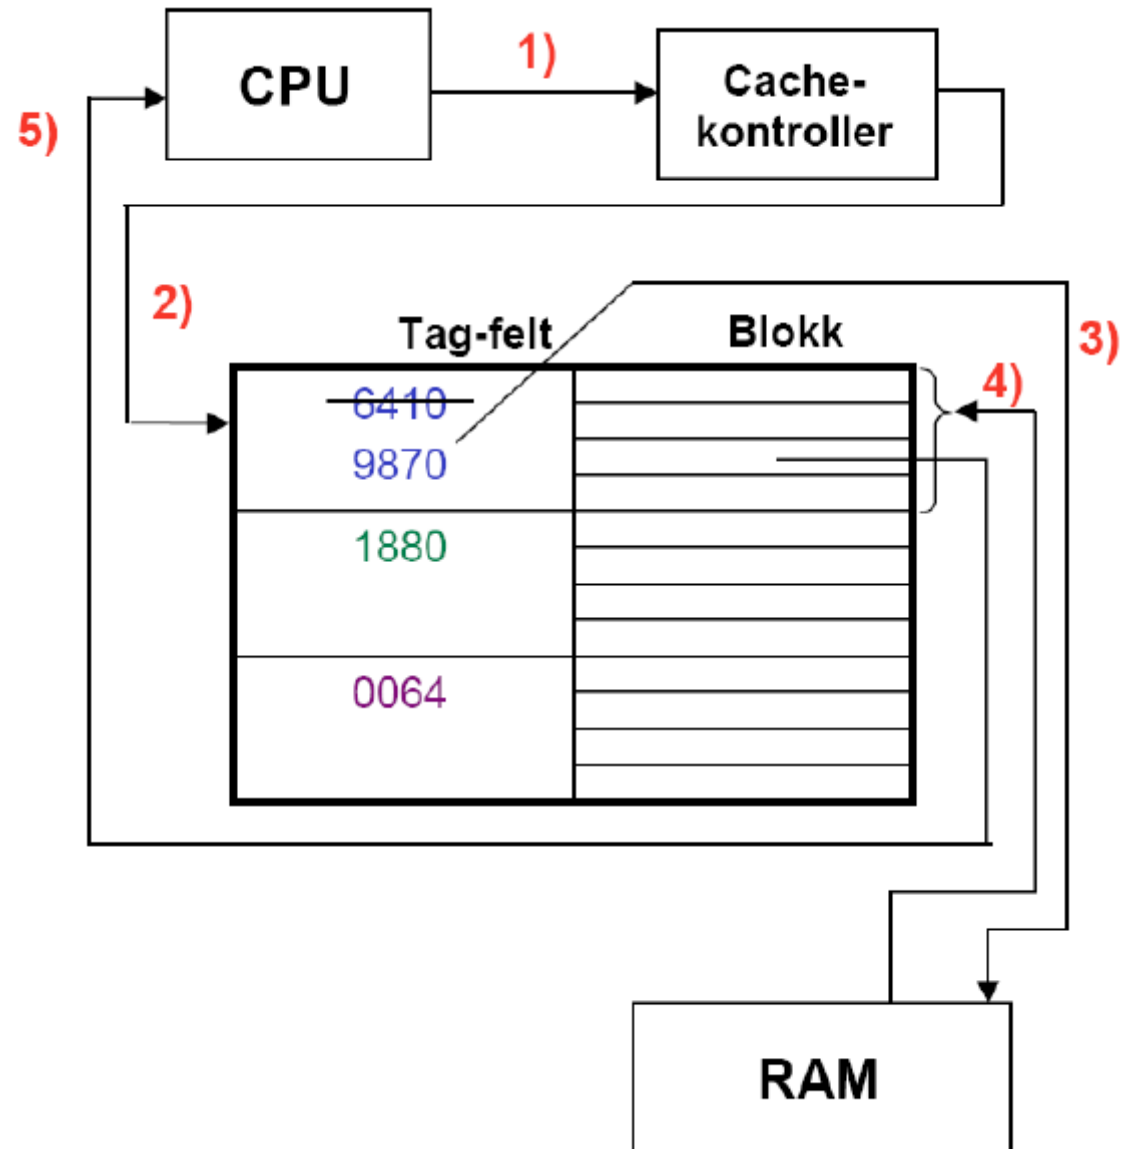 CPU
1)
Cache-
kontroller
5)
2)
3)
Tag-felt
Blokk
4)
6410
9870
1880
0064
RAM